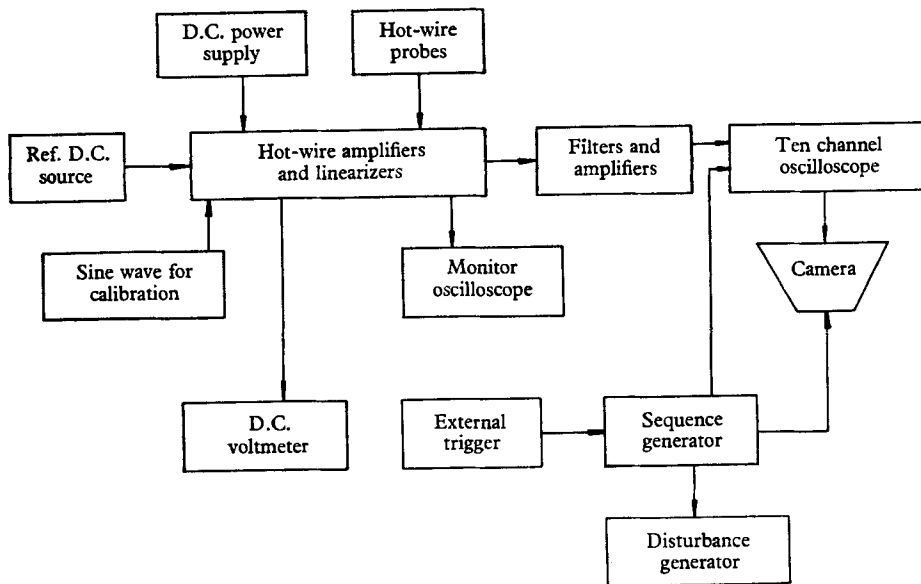 D.C. power
supply
Hot-wire
probes
Ref. D.C.
source
Hot-wire amplifiers
and linearizers
Filters and
amplifiers
Ten channel
oscilloscope
Sine wave for
calibration
Monitor
oscilloscope
Camera
D.C.
voltmeter
External
trigger
Sequence
generator
Disturbance
generator